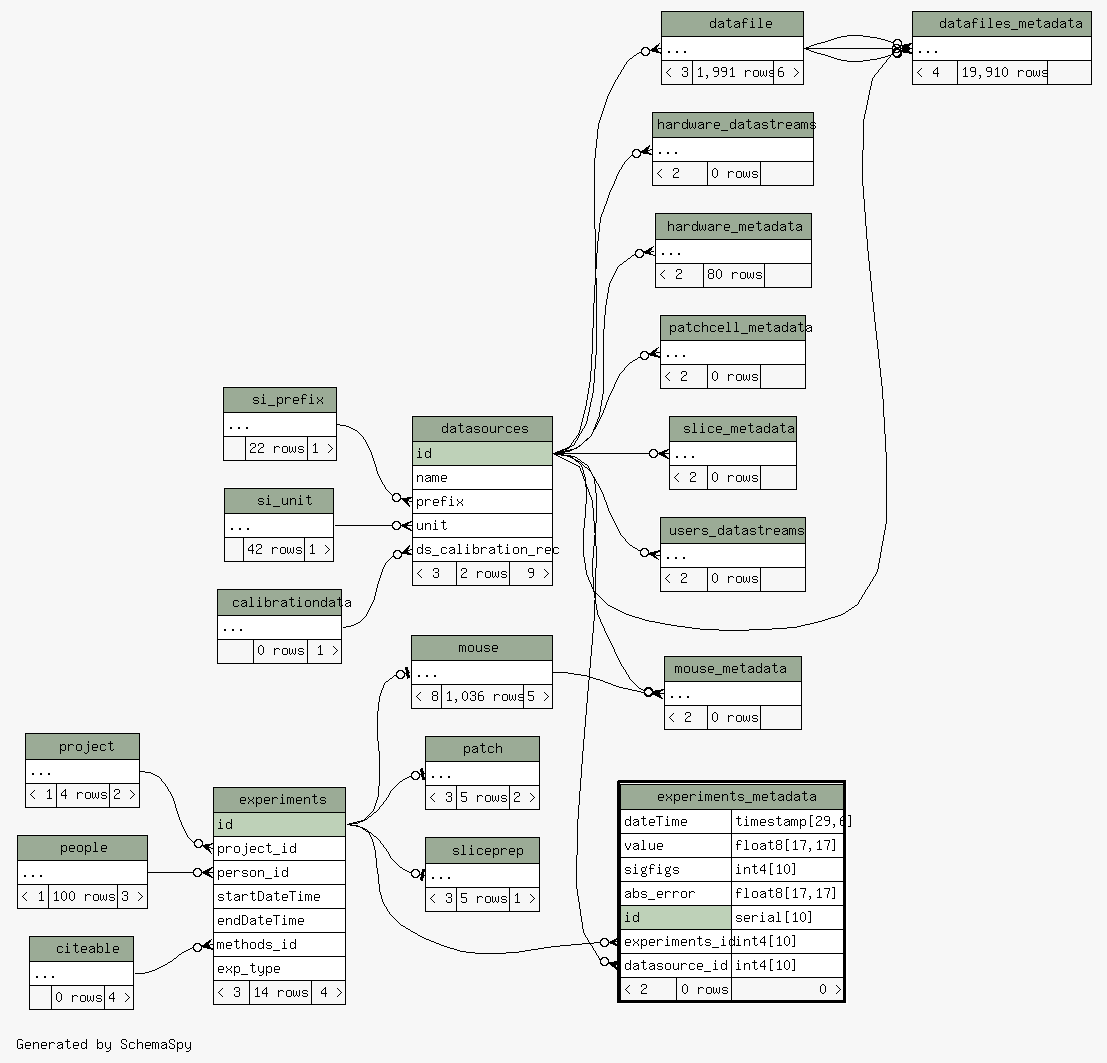 datafile
...
< 3 1,991 rows 6 >
datafiles_metadata
...
< 4 19,910 rows
hardware_datastreams
...
< 2 0 rows
hardware_metadata
...
< 2 80 rows
patchcell_metadata
...
< 2 0 rows
si_prefix
...
22 rows 1 >
datasources
id
name
prefix
unit
ds_calibration_rec
< 3 2 rows 9 >
slice_metadata
...
< 2 0 rows
si_unit
...
42 rows 1 >
users_datastreams
...
< 2 0 rows
calibrationdata
...
0 rows 1 >
mouse
...
< 8 1,036 rows 5 >
mouse_metadata
...
< 2 0 rows
project
...
< 1 4 rows 2 >
patch
...
< 3 5 rows 2 >
experiments
id
project_id
person_id
startDateTime
endDateTime
methods_id
exp_type
< 3 14 rows 4 >
people
...
< 1 100 rows 3 >
sliceprep
...
< 3 5 rows 1 >
citeable
...
0 rows 4 >
experiments_metadata
dateTime timestamp[29,6]
value float8[17,17]
sigfigs int4[10]
abs_error float8[17,17]
id serial[10]
experiments_id int4[10]
datasource_id int4[10]
< 2 0 rows 0 >
Generated by SchemaSpy